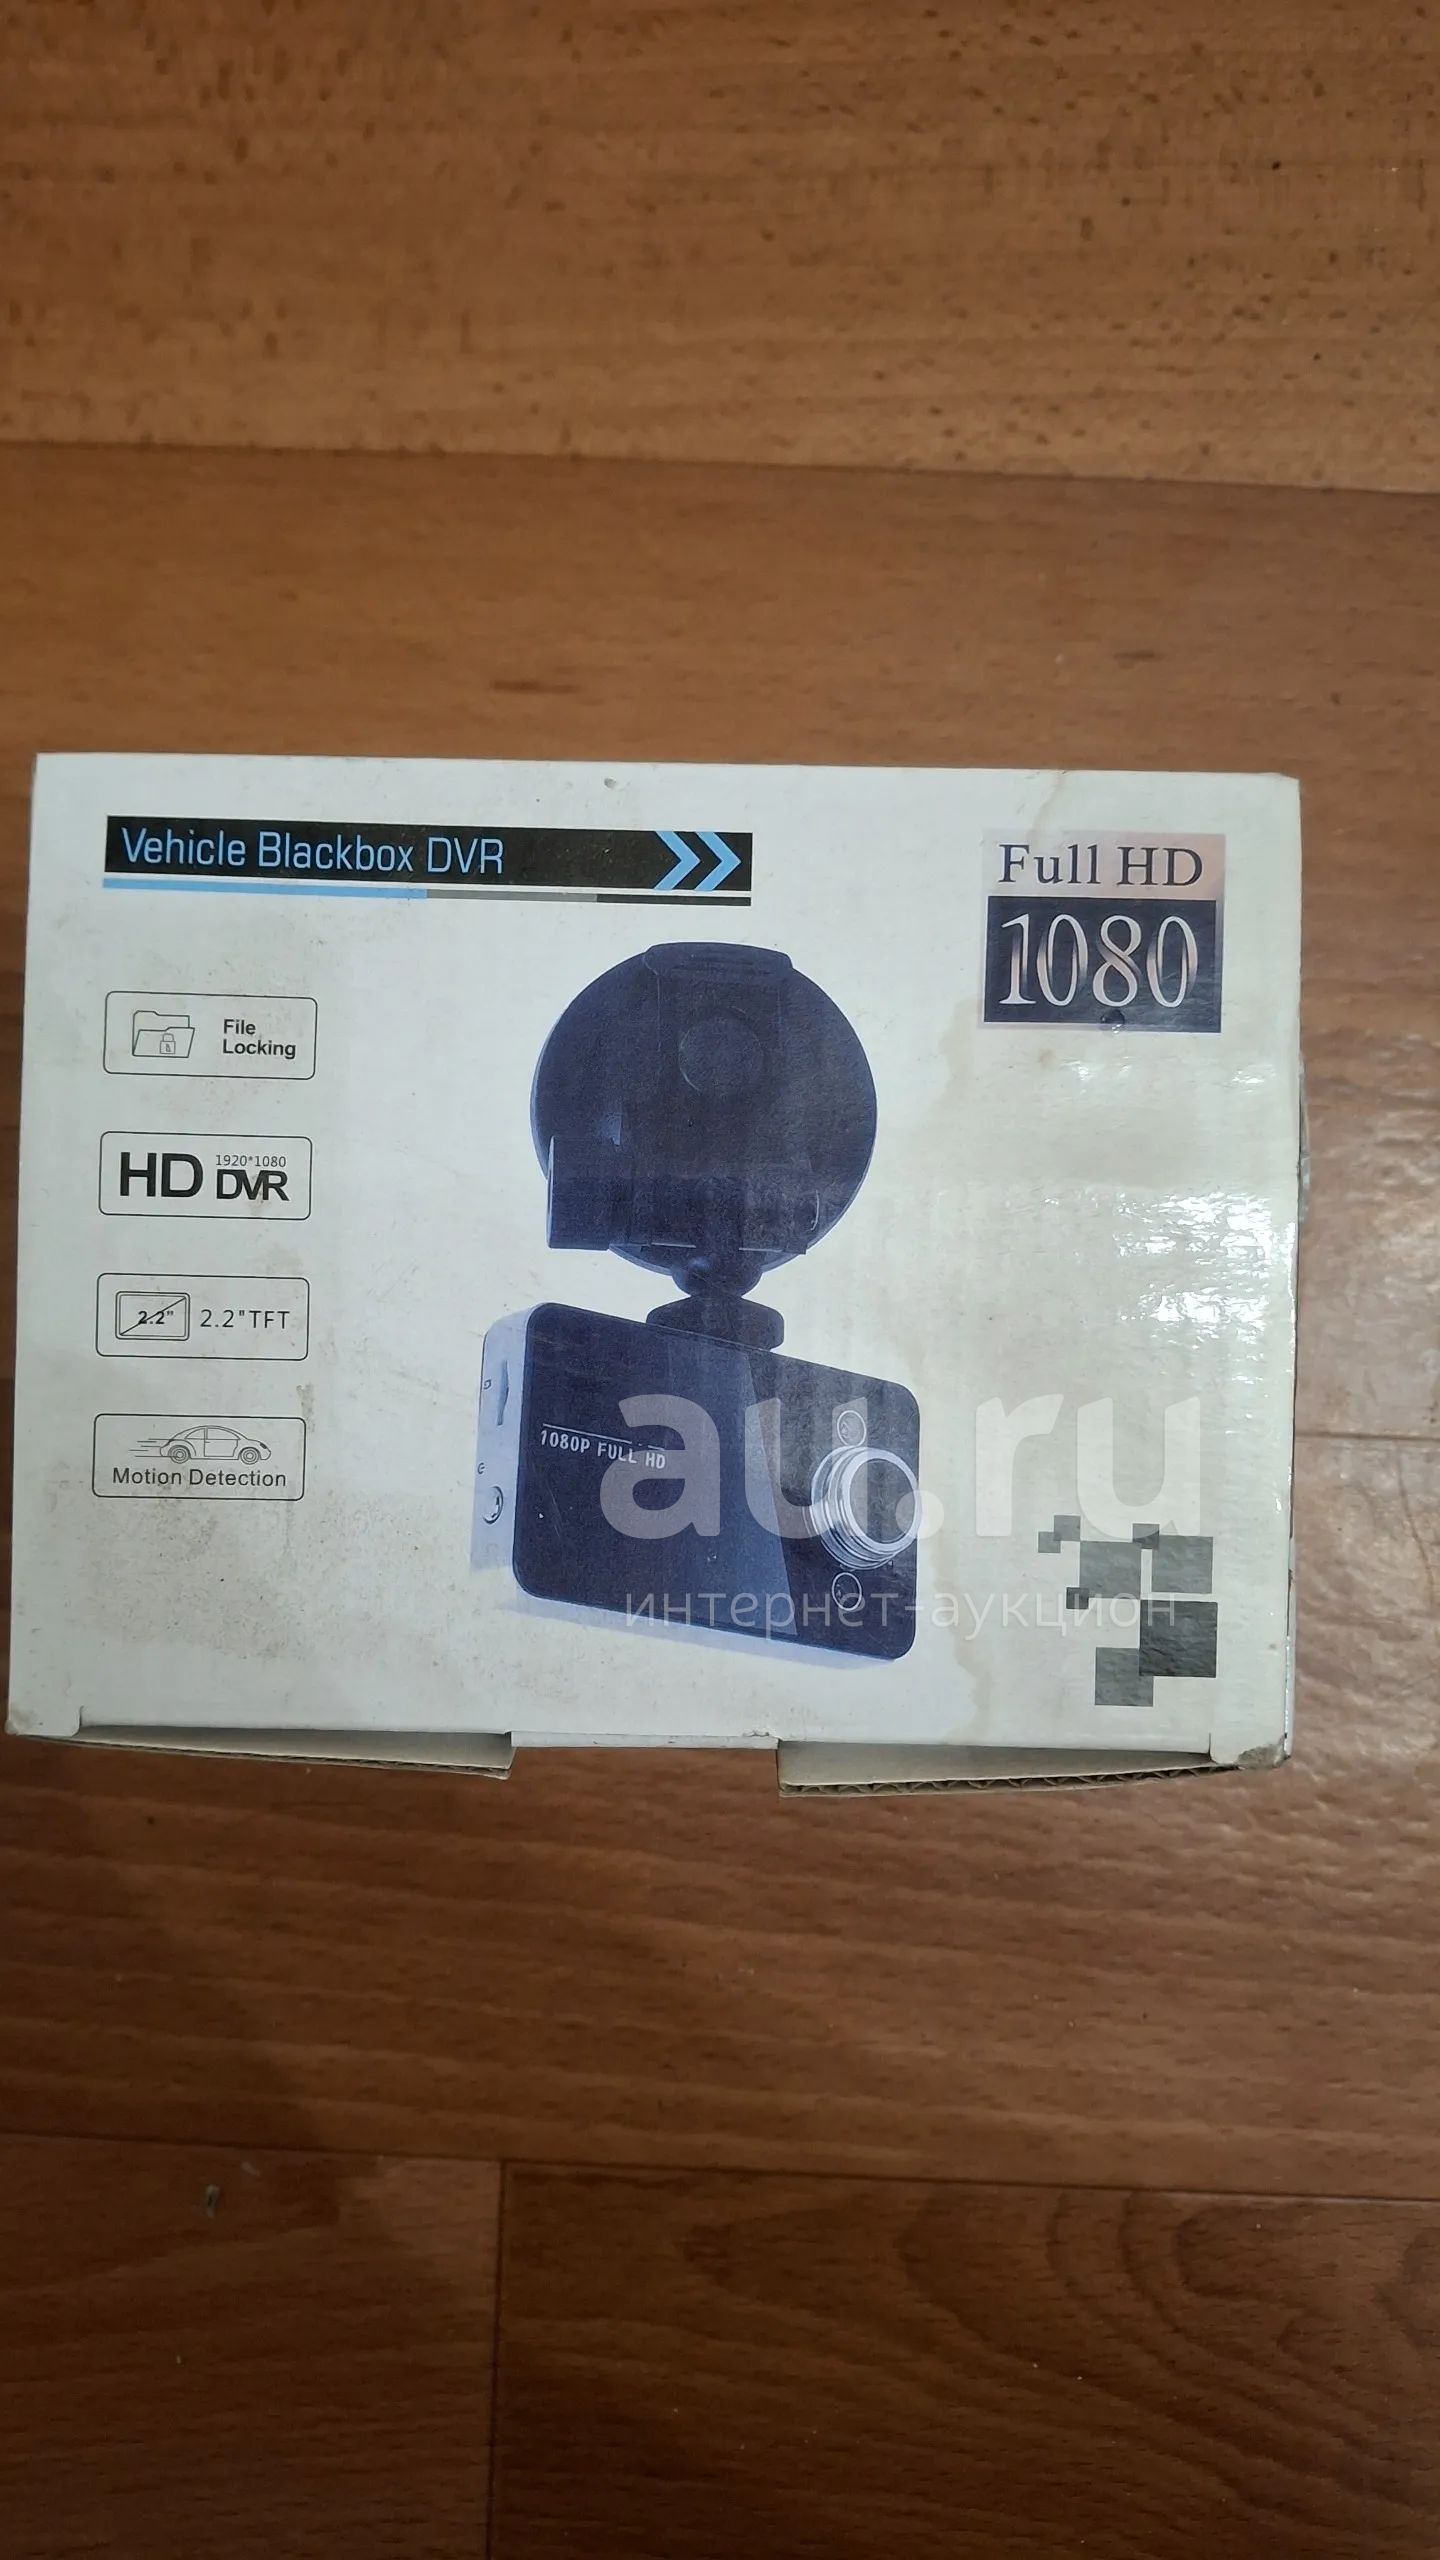 Vehicle Blackbox DVR
Full HD
1080
File
Locking
HD 1920*1080
DVR
2.2" 2.2"TFT
Motion Detection
1080P FULL HD
au.ru
интернет-аукцион